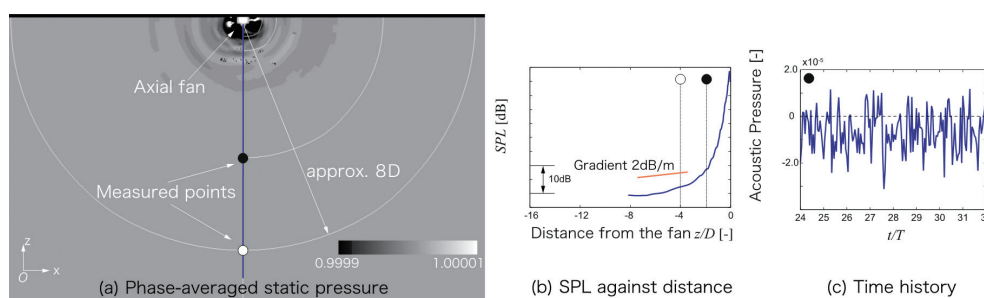 Axial fan
Measured points
approx. 8D
z
O
x
0.9999
1.00001
(a) Phase-averaged static pressure
SPL [dB]
10dB
Gradient 2dB/m
-16
-12
-8
-4
0
Distance from the fan z/D [-]
(b) SPL against distance
Acoustic Pressure [-]
x10⁻⁵
2.0
0
-2.0
24
25
26
27
28
29
30
31
t/T
(c) Time history